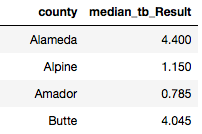 county median_tb_Result
Alameda 4.400
Alpine 1.150
Amador 0.785
Butte 4.045